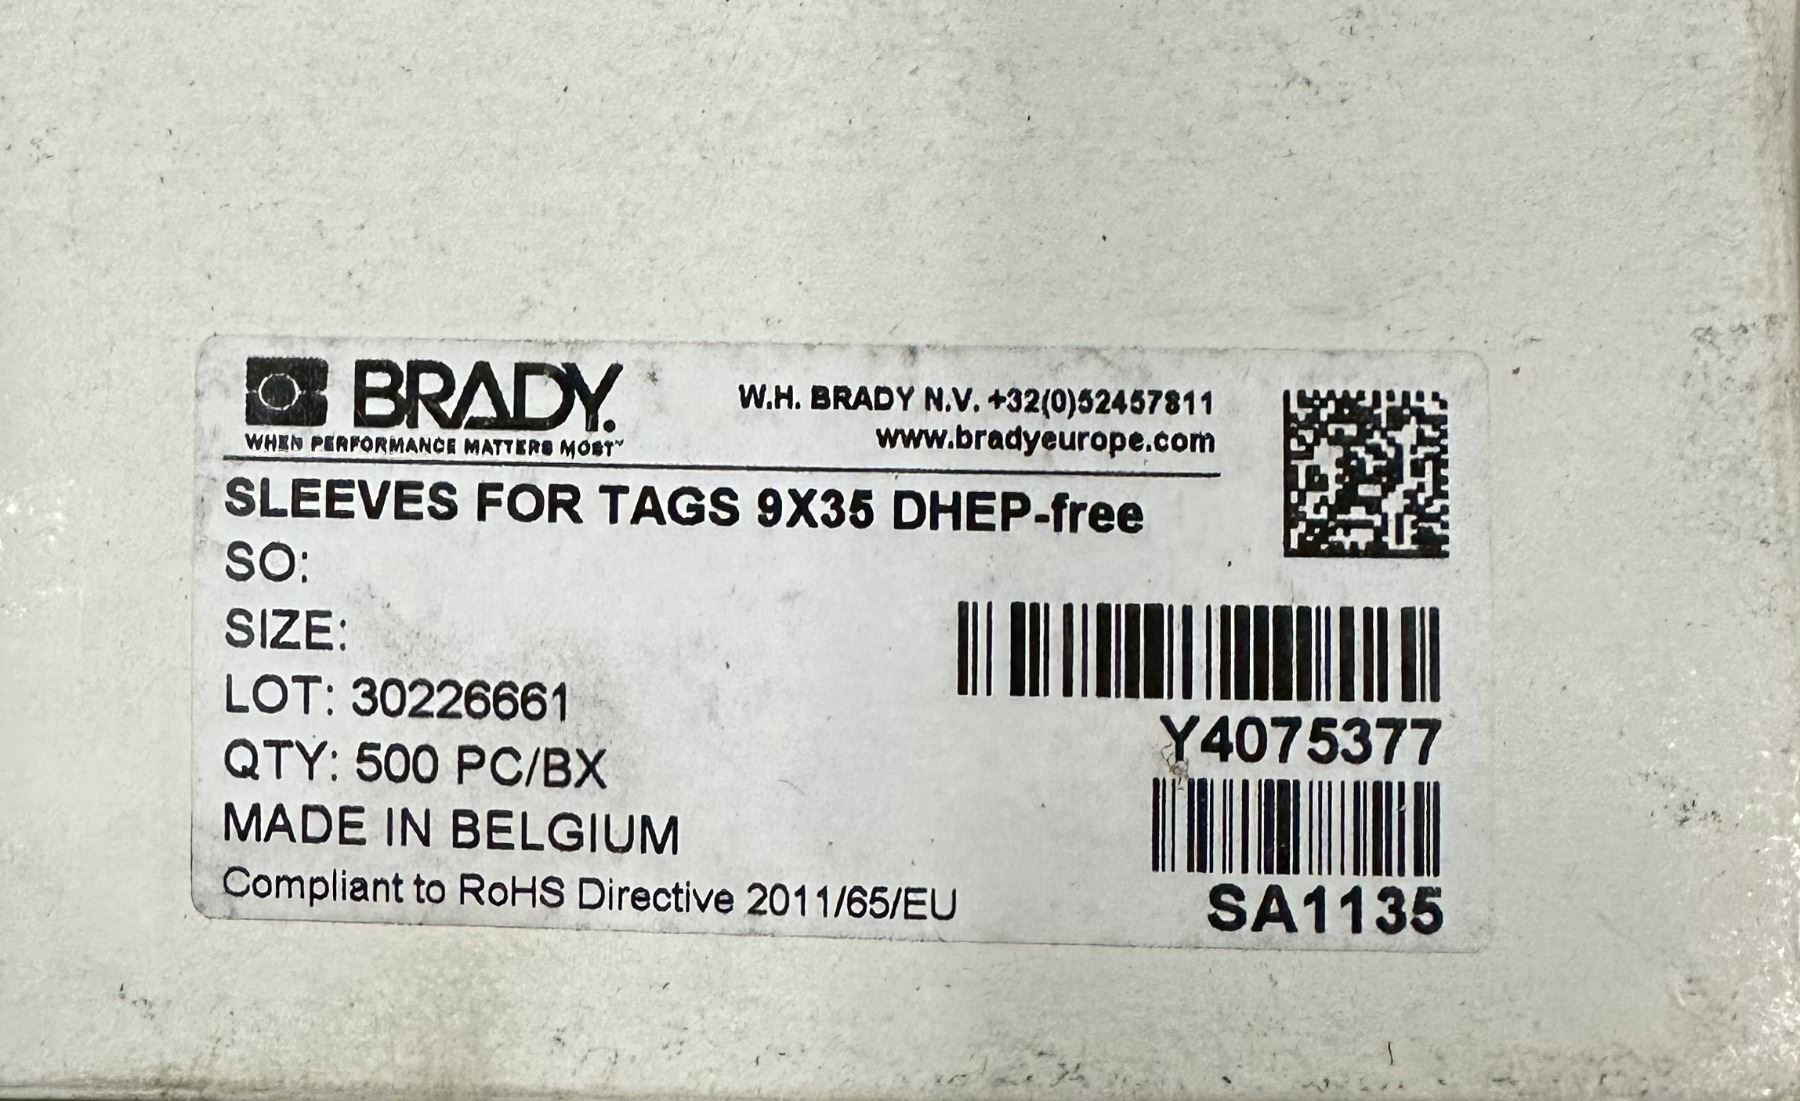 BRADY.
WHEN PERFORMANCE MATTERS MOST™
W.H. BRADY N.V. +32(0)52457811
www.bradyeurope.com
SLEEVES FOR TAGS 9X35 DHEP-free
SO:
SIZE:
LOT: 30226661
QTY: 500 PC/BX
MADE IN BELGIUM
Compliant to RoHS Directive 2011/65/EU
Y4075377
SA1135